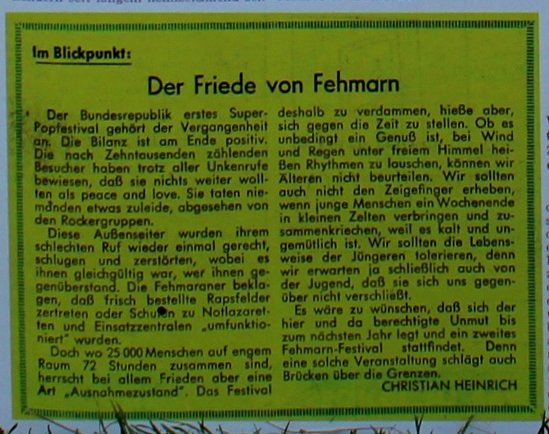 Im Blickpunkt:
Der Friede von Fehmarn
Der Bundesrepublik erstes Super-
Popfestival gehört der Vergangenheit
an. Die Bilanz ist am Ende positiv.
Die nach Zehntausenden zählenden
Besucher haben trotz aller Unkenrufe
bewiesen, daß sie nichts weiter woll-
ten als peace and love. Sie taten nie-
manden etwas zuleide, abgesehen von
den Rockergruppen.
Diese Außenseiter wurden ihrem
schlechten Ruf wieder einmal gerecht,
schlugen und zerstörten, wobei es
ihnen gleichgültig war, wer ihnen ge-
genüberstand. Die Fehmaraner bekla-
gen, daß frisch bestellte Rapsfelder
zertreten oder Schulen zu Notlazaret-
ten und Einsatzzentralen „umfunktio-
niert" wurden.
Doch wo 25 000 Menschen auf engem
Raum 72 Stunden zusammen sind,
herrscht bei allem Frieden aber eine
Art „Ausnahmezustand". Das Festival
deshalb zu verdammen, hieße aber,
sich gegen die Zeit zu stellen. Ob es
unbedingt ein Genuß ist, bei Wind
und Regen unter freiem Himmel hei-
ßen Rhythmen zu lauschen, können wir
Älteren nicht beurteilen. Wir sollten
auch nicht den Zeigefinger erheben,
wenn junge Menschen ein Wochenende
in kleinen Zelten verbringen und zu-
sammenkriechen, weil es kalt und un-
gemütlich ist. Wir sollten die Lebens-
weise der Jüngeren tolerieren, denn
wir erwarten ja schließlich auch von
der Jugend, daß sie sich uns gegen-
über nicht verschließt.
Es wäre zu wünschen, daß sich der
hier und da berechtigte Unmut bis
zum nächsten Jahr legt und ein zweites
Fehmarn-Festival stattfindet. Denn
eine solche Veranstaltung schlägt auch
Brücken über die Grenzen.
CHRISTIAN HEINRICH